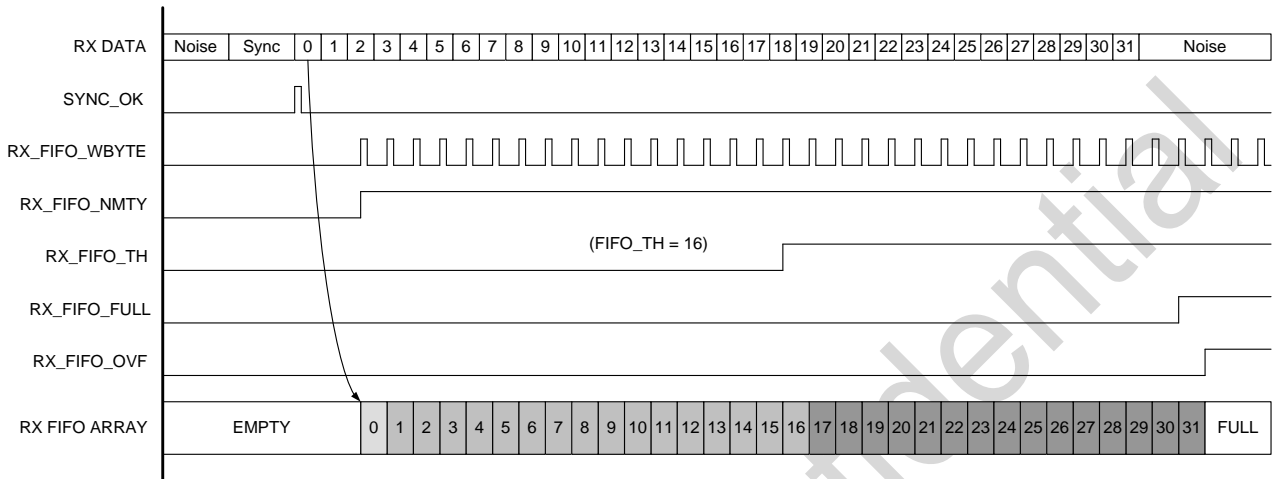 RX DATA Noise Sync 0 1 2 3 4 5 6 7 8 9 10 11 12 13 14 15 16 17 18 19 20 21 22 23 24 25 26 27 28 29 30 31 Noise
SYNC_OK
RX_FIFO_WBYTE
RX_FIFO_NMTY
(FIFO_TH = 16)
RX_FIFO_TH
RX_FIFO_FULL
RX_FIFO_OVF
RX FIFO ARRAY EMPTY 0 1 2 3 4 5 6 7 8 9 10 11 12 13 14 15 16 17 18 19 20 21 22 23 24 25 26 27 28 29 30 31 FULL
fidential